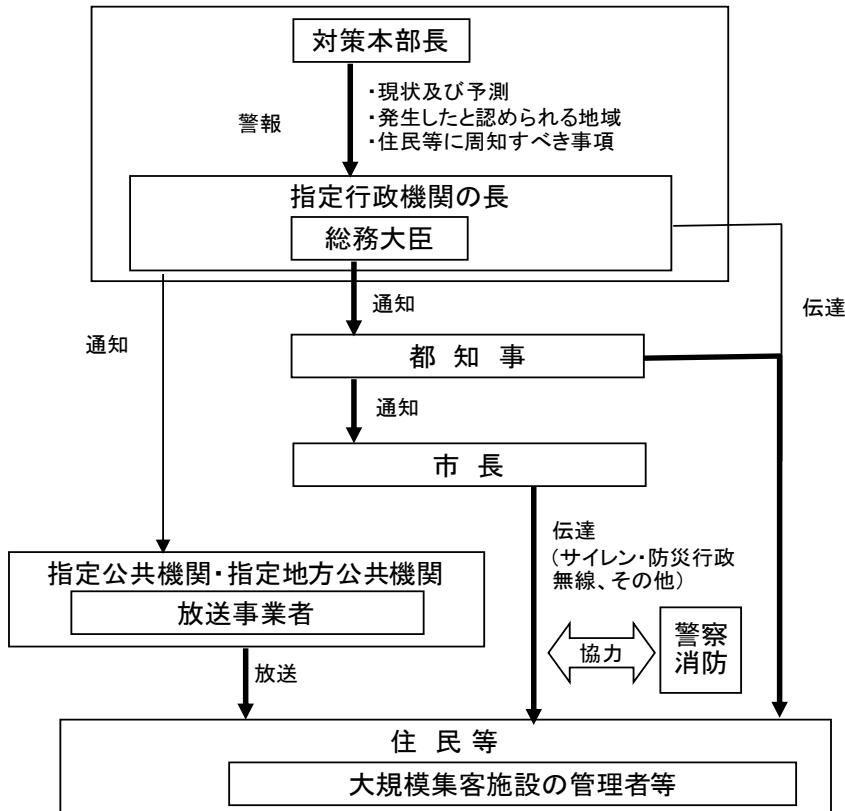 対策本部長
警報
・現状及び予測
・発生したと認められる地域
・住民等に周知すべき事項
指定行政機関の長
総務大臣
通知
伝達
通知
都 知 事
通知
市 長
伝達
(サイレン・防災行政
無線、その他)
指定公共機関・指定地方公共機関
放送事業者
協力
警察
消防
放送
住 民 等
大規模集客施設の管理者等